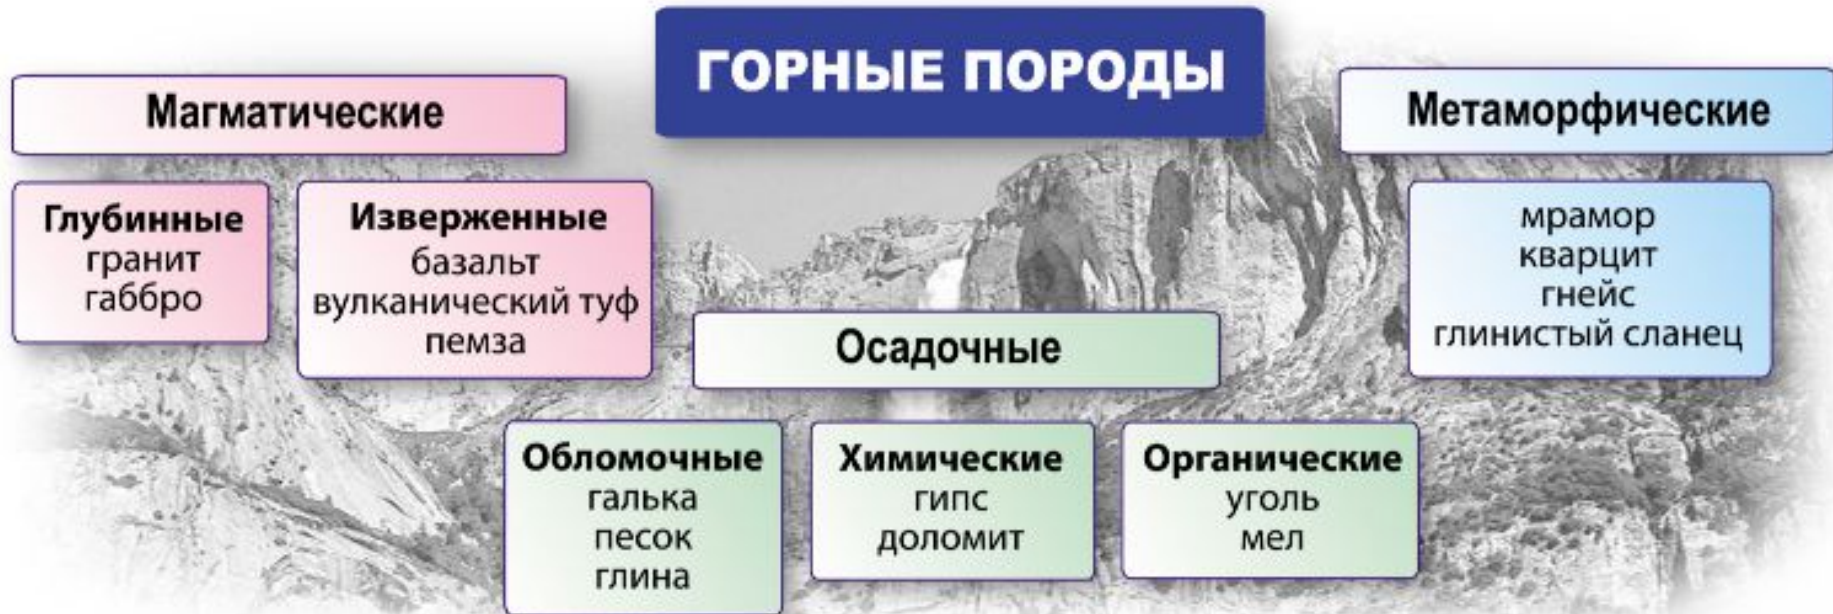 ГОРНЫЕ ПОРОДЫ
Магматические
Глубинные
гранит
габбро
Изверженные
базальт
вулканический туф
пемза
Осадочные
Обломочные
галька
песок
глина
Химические
гипс
доломит
Органические
уголь
мел
Метаморфические
мрамор
кварцит
гнейс
глинистый сланец